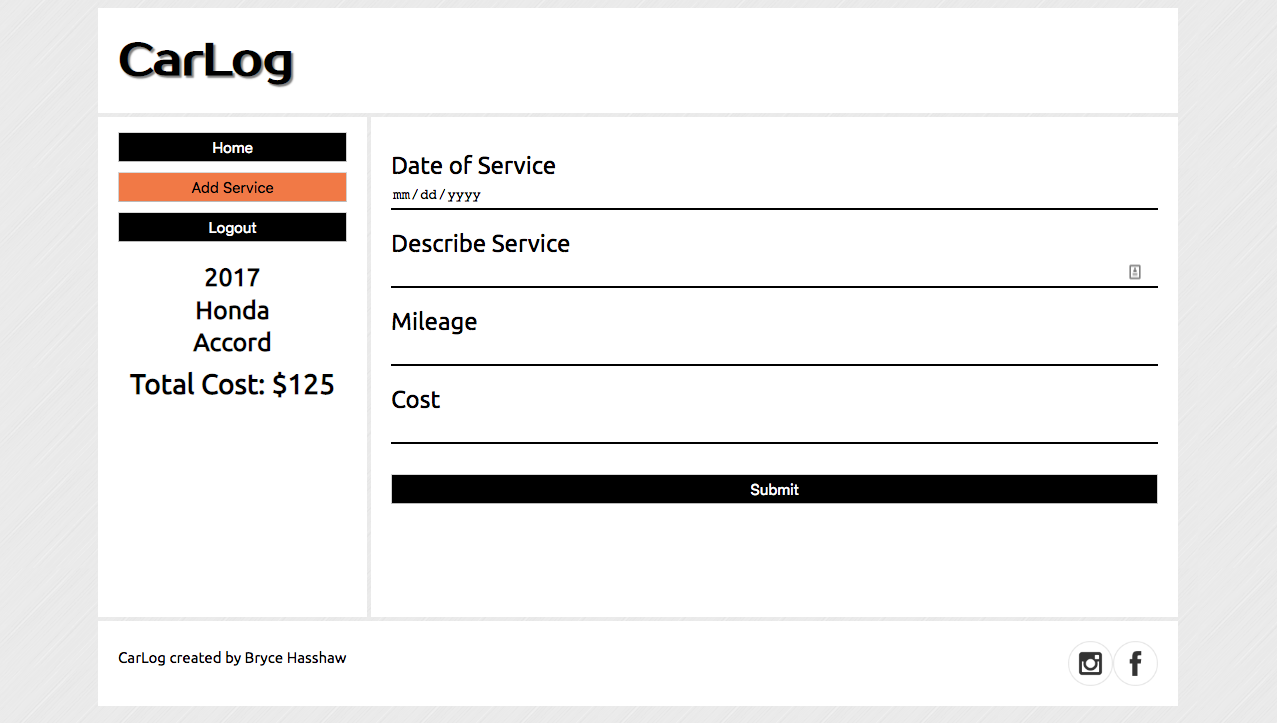 CarLog
Home
Add Service
Logout
2017
Honda
Accord
Total Cost: $125
Date of Service
mm/dd/yyyy
Describe Service
Mileage
Cost
Submit
CarLog created by Bryce Hasshaw